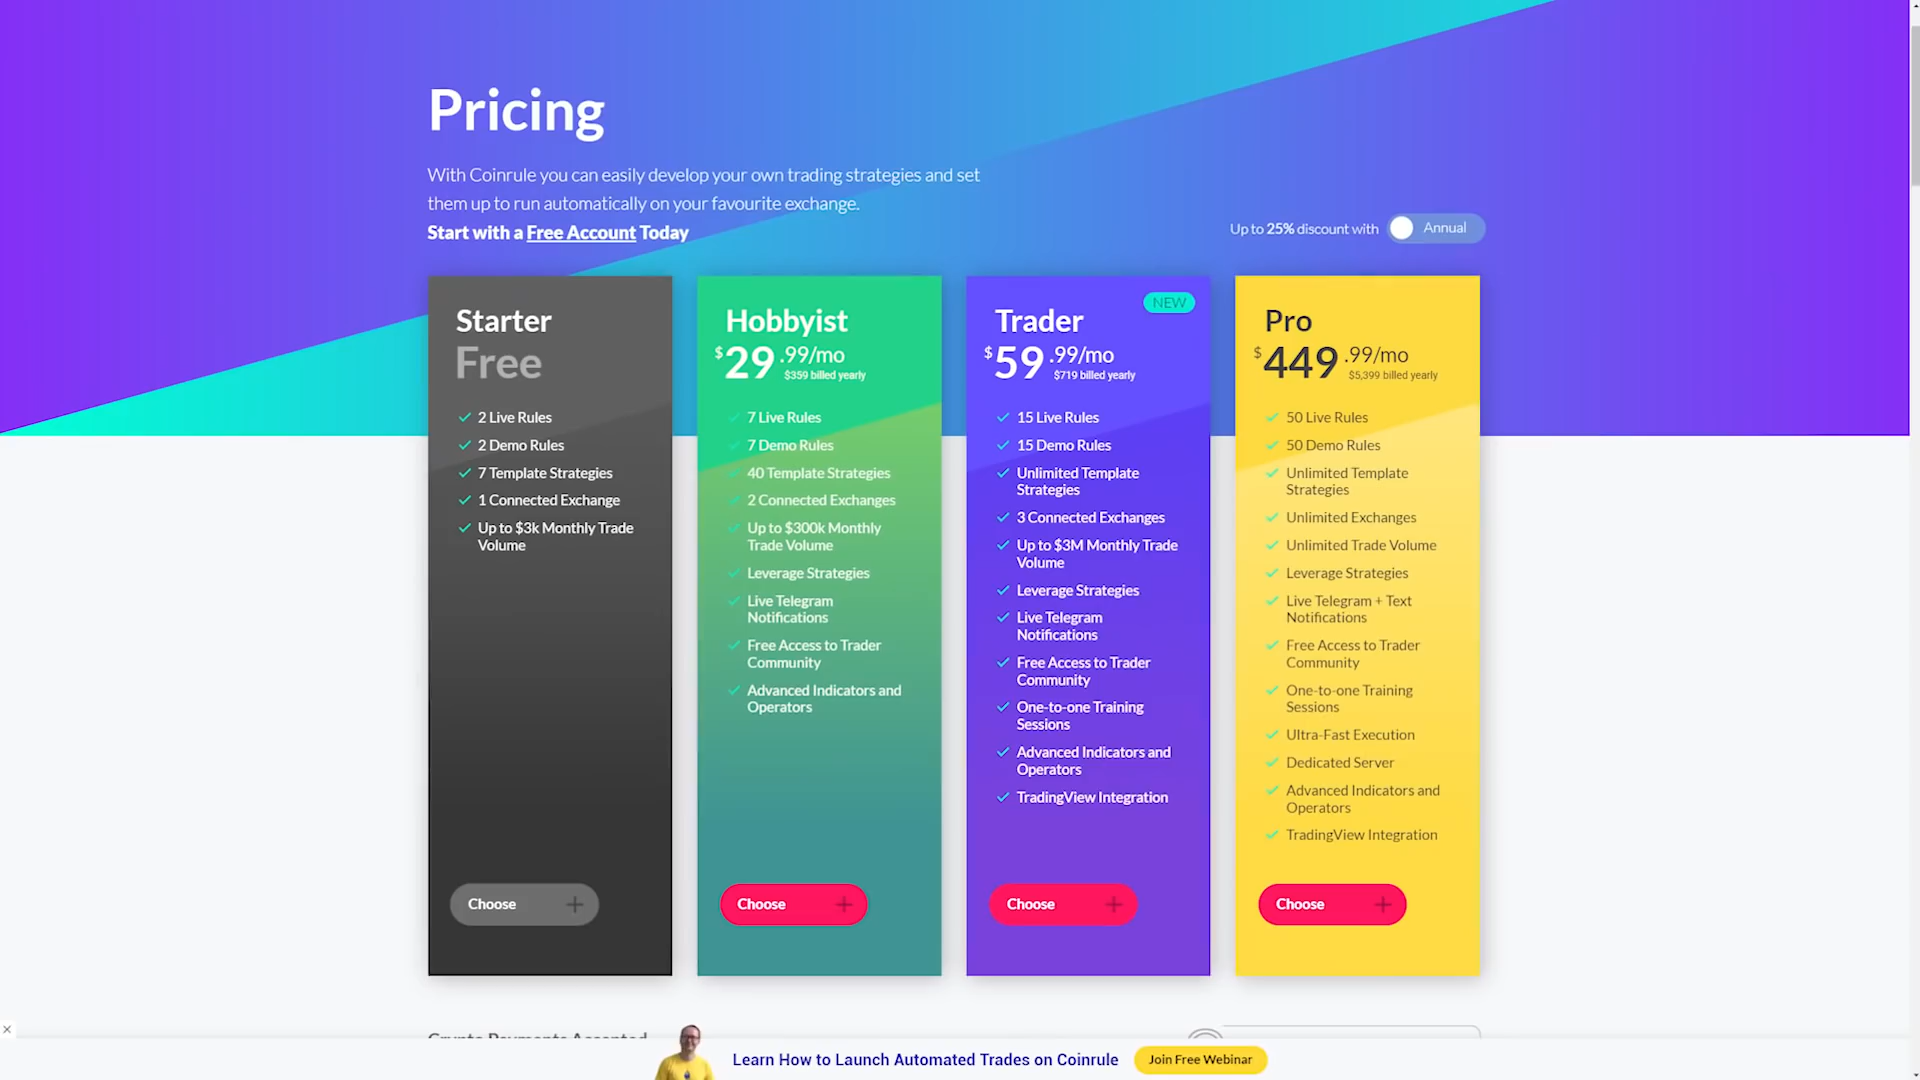 Pricing
With Coinrule you can easily develop your own trading strategies and set
them up to run automatically on your favourite exchange.
Start with a Free Account Today
Up to 25% discount with
Annual
Starter
Free
2 Live Rules
2 Demo Rules
7 Template Strategies
1 Connected Exchange
Up to $3k Monthly Trade
Volume
Choose
Hobbyist
$29.99/mo
$359 billed yearly
7 Live Rules
7 Demo Rules
40 Template Strategies
2 Connected Exchanges
Up to $300k Monthly
Trade Volume
Leverage Strategies
Live Telegram
Notifications
Free Access to Trader
Community
Advanced Indicators and
Operators
Choose
NEW
Trader
$59.99/mo
$719 billed yearly
15 Live Rules
15 Demo Rules
Unlimited Template
Strategies
3 Connected Exchanges
Up to $3M Monthly Trade
Volume
Leverage Strategies
Live Telegram
Notifications
Free Access to Trader
Community
One-to-one Training
Sessions
Advanced Indicators and
Operators
TradingView Integration
Choose
Pro
$449.99/mo
$5,399 billed yearly
50 Live Rules
50 Demo Rules
Unlimited Template
Strategies
Unlimited Exchanges
Unlimited Trade Volume
Leverage Strategies
Live Telegram + Text
Notifications
Free Access to Trader
Community
One-to-one Training
Sessions
Ultra-Fast Execution
Dedicated Server
Advanced Indicators and
Operators
TradingView Integration
Choose
Crypto Payments Accepted
Learn How to Launch Automated Trades on Coinrule
Join Free Webinar